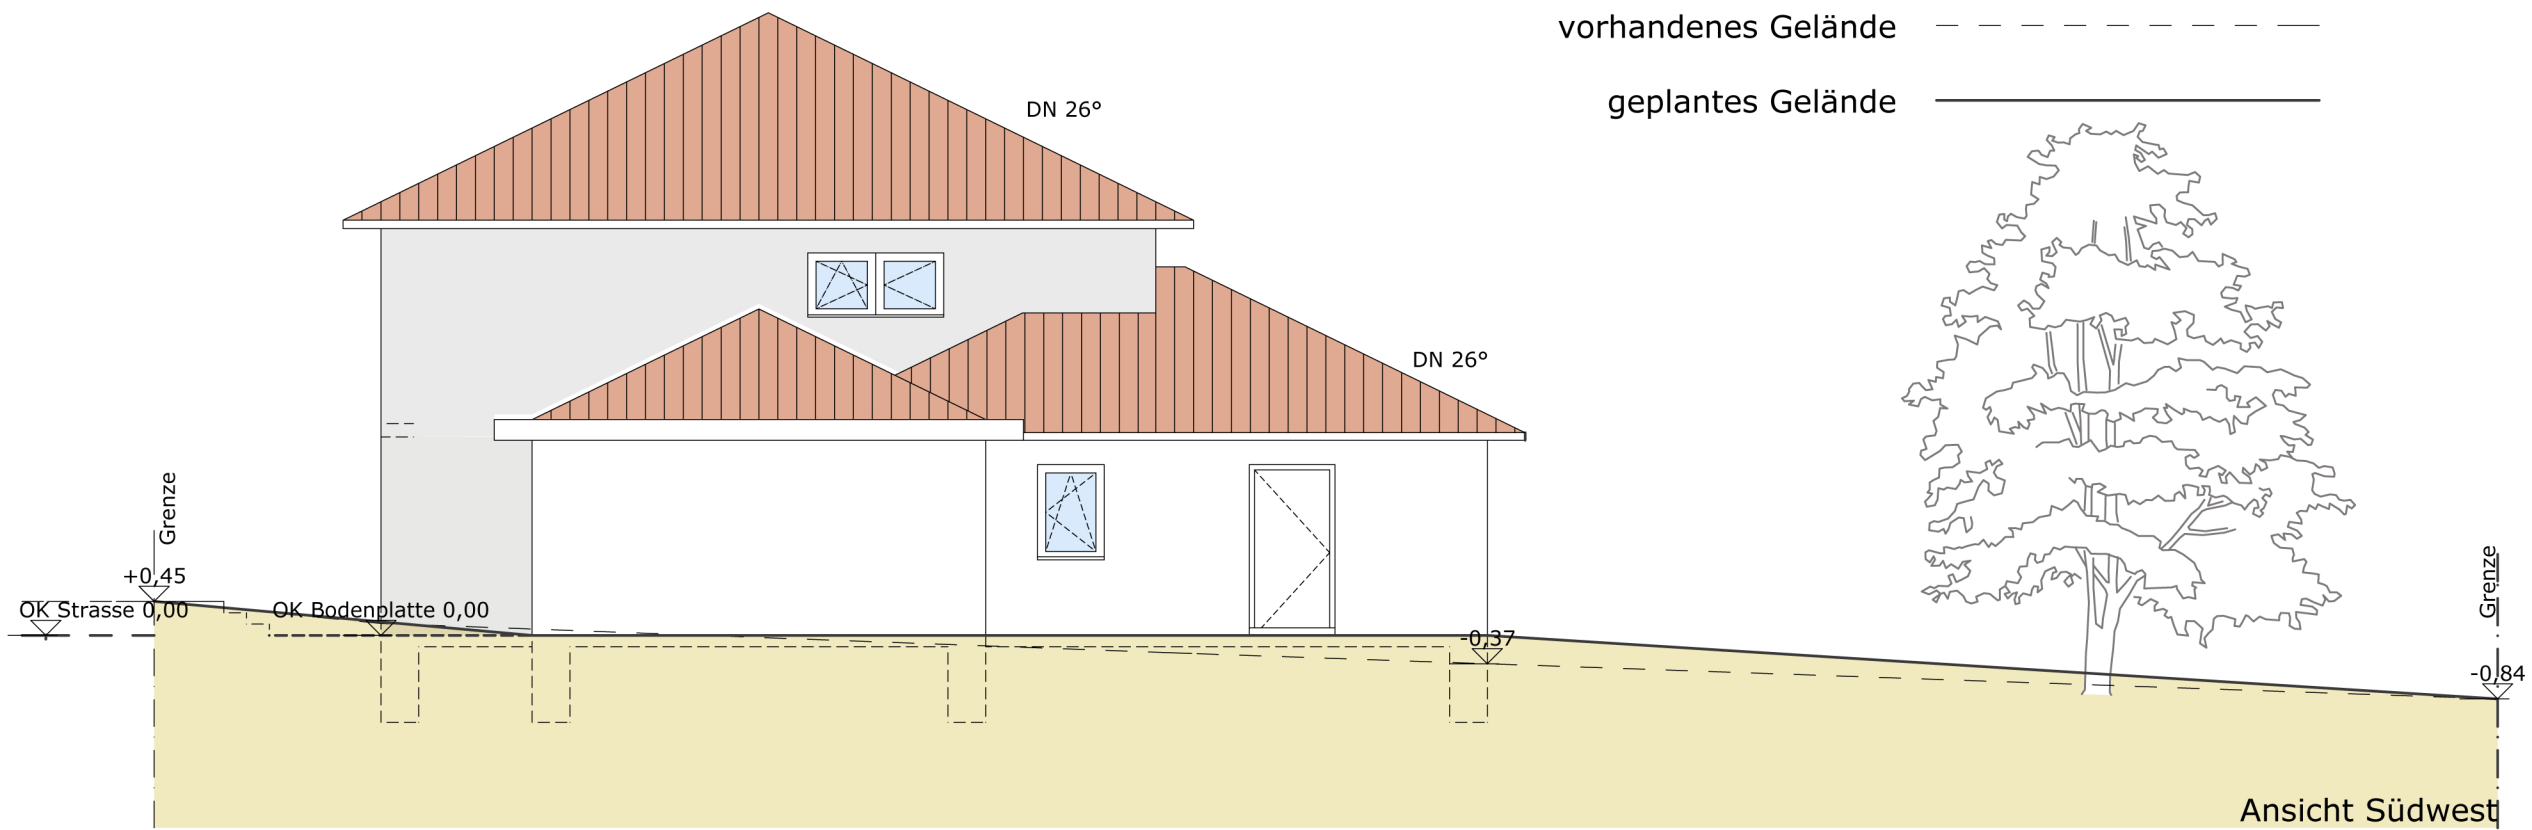 vorhandenes Gelände
geplantes Gelände
DN 26°
DN 26°
Grenze
+0,45
OK Strasse 0,00
OK Bodenplatte 0,00
-0,37
Grenze
-0,84
Ansicht Südwest